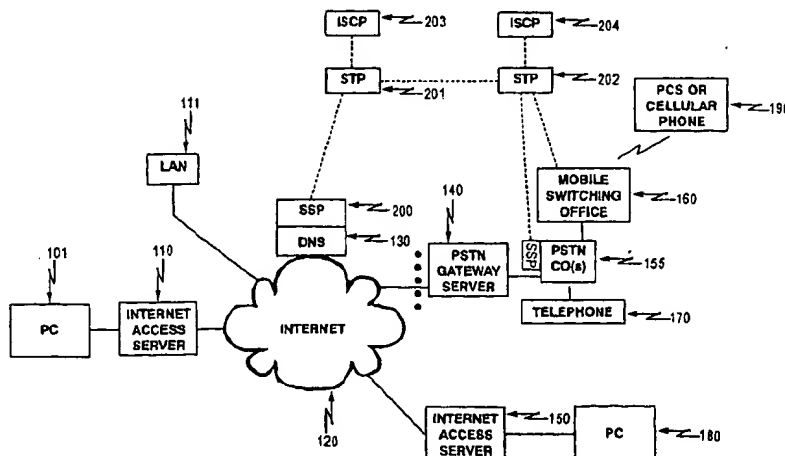 ISCP
203
ISCP
204
STP
201
STP
202
PCS OR
CELLULAR
PHONE
190
111
LAN
MOBILE
SWITCHING
OFFICE
160
SSP
200
DNS
130
140
PSTN
GATEWAY
SERVER
SSP
PSTN
CO(s)
155
101
110
PC
INTERNET
ACCESS
SERVER
INTERNET
TELEPHONE
170
120
INTERNET
ACCESS
SERVER
150
PC
180